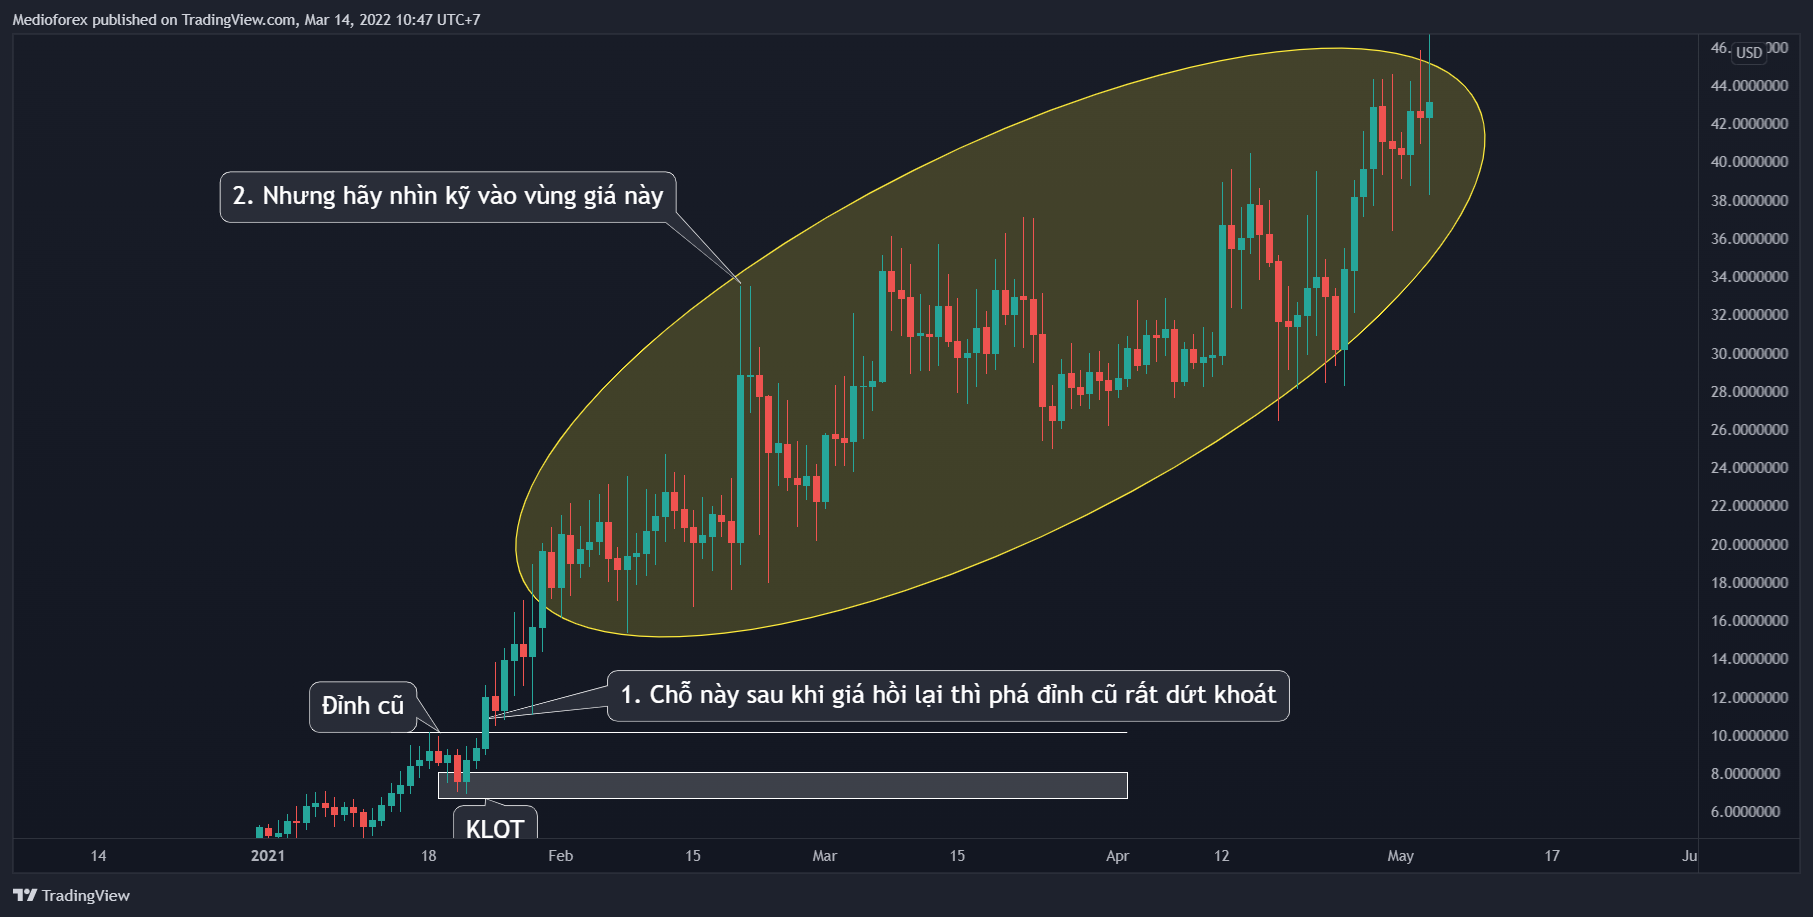 Medioforex published on TradingView.com, Mar 14, 2022 10:47 UTC+7
USD
44.0000000
42.0000000
40.0000000
38.0000000
36.0000000
34.0000000
32.0000000
30.0000000
28.0000000
26.0000000
24.0000000
22.0000000
20.0000000
18.0000000
16.0000000
14.0000000
12.0000000
10.0000000
8.0000000
6.0000000
2. Nhưng hãy nhìn kỹ vào vùng giá này
1. Chỗ này sau khi giá hồi lại thì phá đỉnh cũ rất dứt khoát
Đỉnh cũ
KLQT
14 2021 18 Feb 15 Mar 15 Apr 12 May 17 Ju
TradingView